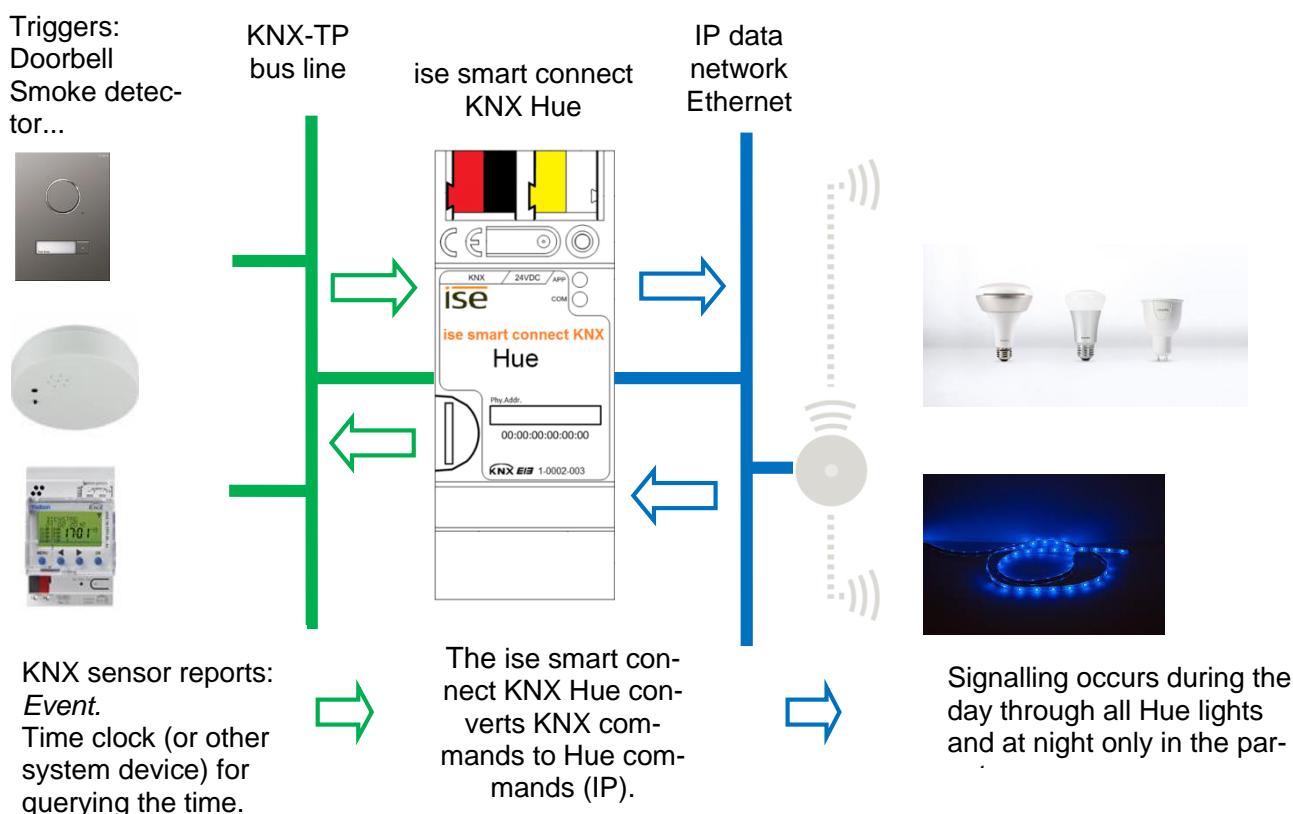 Triggers:
Doorbell
Smoke detec-
tor...
KNX-TP
bus line
ise smart connect
KNX Hue
IP data
network
Ethernet
KNX
24VDC
APP
COM
ise
ise smart connect KNX
Hue
Phy.Addr.
00:00:00:00:00:00
KNX EIB 1-0002-003
KNX sensor reports:
Event.
Time clock (or other
system device) for
querying the time.
The ise smart con-
nect KNX Hue con-
verts KNX com-
mands to Hue com-
mands (IP).
Signalling occurs during the
day through all Hue lights
and at night only in the par-